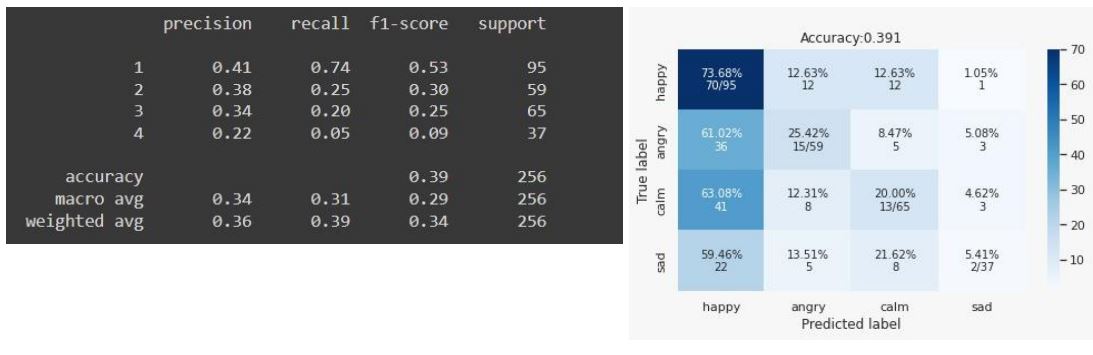 precision recall f1-score support
1 0.41 0.74 0.53 95
2 0.38 0.25 0.30 59
3 0.34 0.20 0.25 65
4 0.22 0.05 0.09 37
accuracy 0.39 256
macro avg 0.34 0.31 0.29 256
weighted avg 0.36 0.39 0.34 256
Accuracy:0.391
True label
happy
73.68% 12.63% 12.63% 1.05%
70/95 12 12 1
angry
61.02% 25.42% 8.47% 5.08%
36 15/59 5 3
calm
63.08% 12.31% 20.00% 4.62%
41 8 13/65 3
sad
59.46% 13.51% 21.62% 5.41%
22 5 8 2/37
happy angry calm sad
Predicted label
70
60
50
40
30
20
10